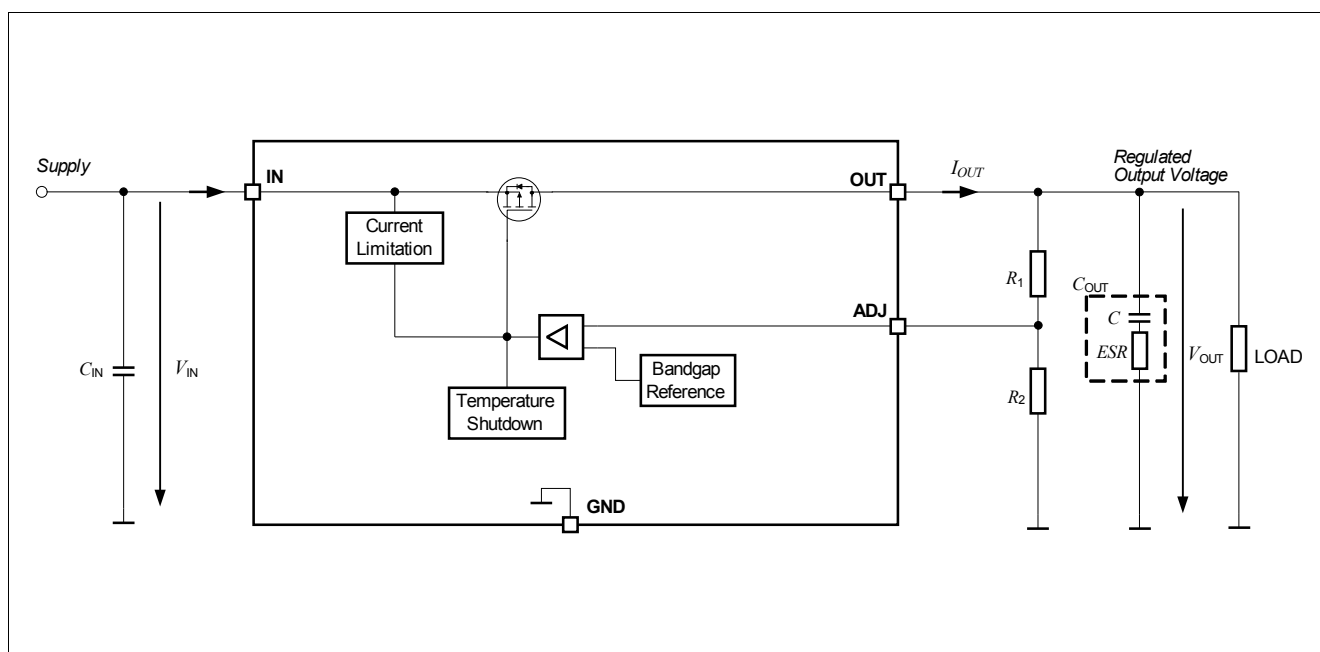 Supply
IN
OUT
I_OUT
Regulated
Output Voltage
Current
Limitation
R1
COUT
C
ADJ
CIN
VIN
ESR
VOUT
LOAD
Bandgap
Reference
Temperature
Shutdown
R2
GND